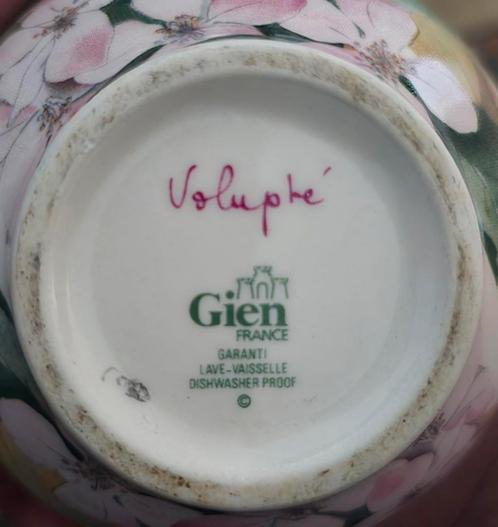 Volupté
Gien
FRANCE
GARANTI
LAVE-VAISSELLE
DISHWASHER PROOF
©